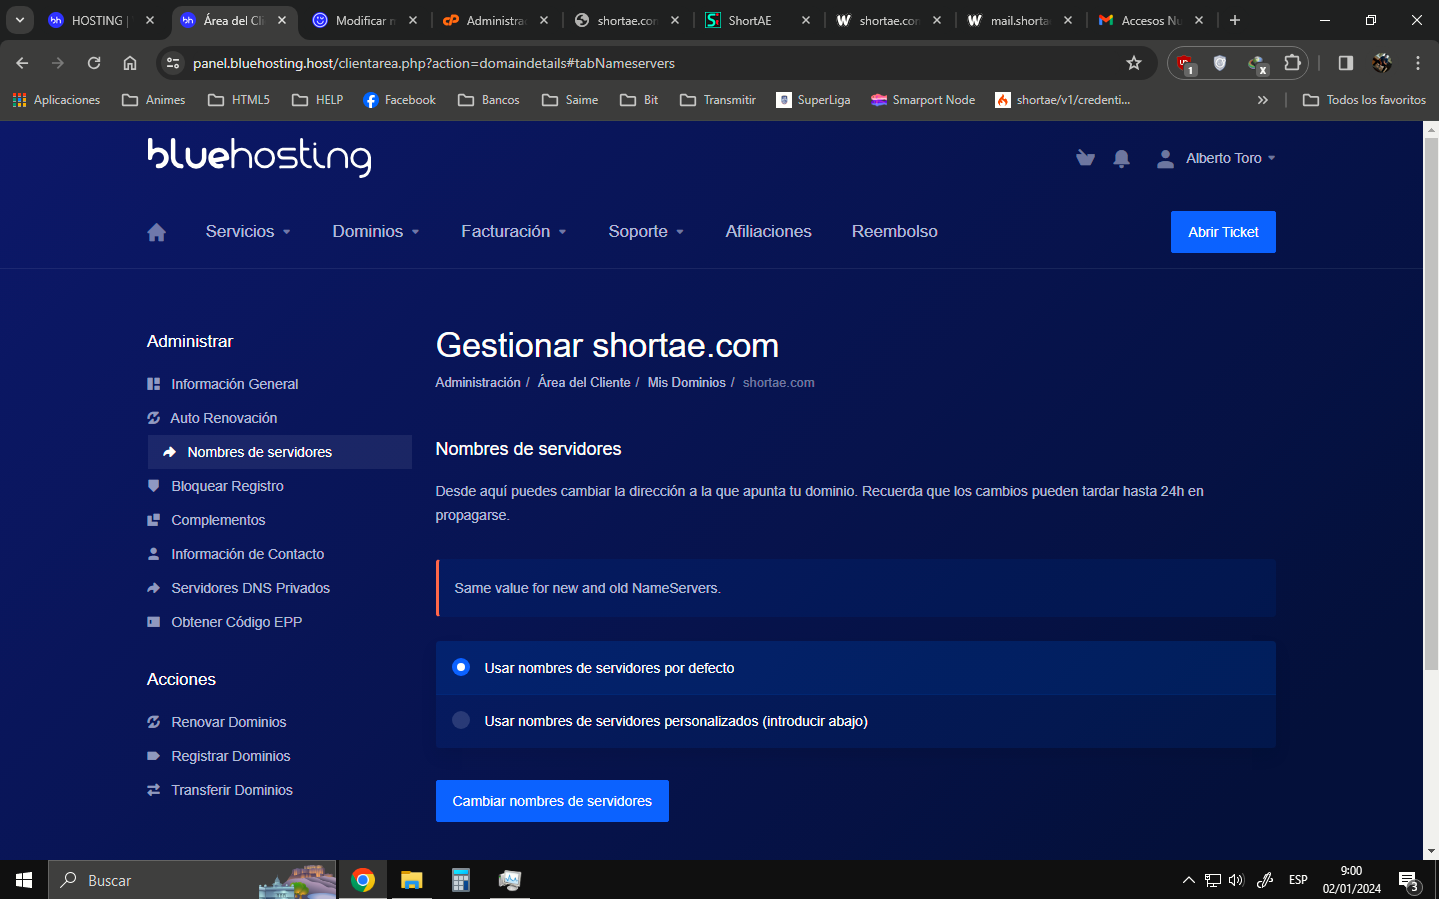 HOSTING |
Área del Cli
Modificar n
Administra
shortae.com
ShortAE
shortae.com
mail.shorta
Accesos Nu
panel.bluehosting.host/clientarea.php?action=domaindetails#tabNameservers
1
x
Aplicaciones
Animes
HTML5
HELP
Facebook
Bancos
Saime
Bit
Transmitir
SuperLiga
Smarport Node
shortae/v1/credenti...
Todos los favoritos
bluehosting
Alberto Toro
Servicios
Dominios
Facturación
Soporte
Afiliaciones
Reembolso
Abrir Ticket
Administrar
Información General
Auto Renovación
Nombres de servidores
Bloquear Registro
Complementos
Información de Contacto
Servidores DNS Privados
Obtener Código EPP
Acciones
Renovar Dominios
Registrar Dominios
Transferir Dominios
Gestionar shortae.com
Administración / Área del Cliente / Mis Dominios / shortae.com
Nombres de servidores
Desde aquí puedes cambiar la dirección a la que apunta tu dominio. Recuerda que los cambios pueden tardar hasta 24h en
propagarse.
Same value for new and old NameServers.
Usar nombres de servidores por defecto
Usar nombres de servidores personalizados (introducir abajo)
Cambiar nombres de servidores
Buscar
ESP
9:00
02/01/2024
3